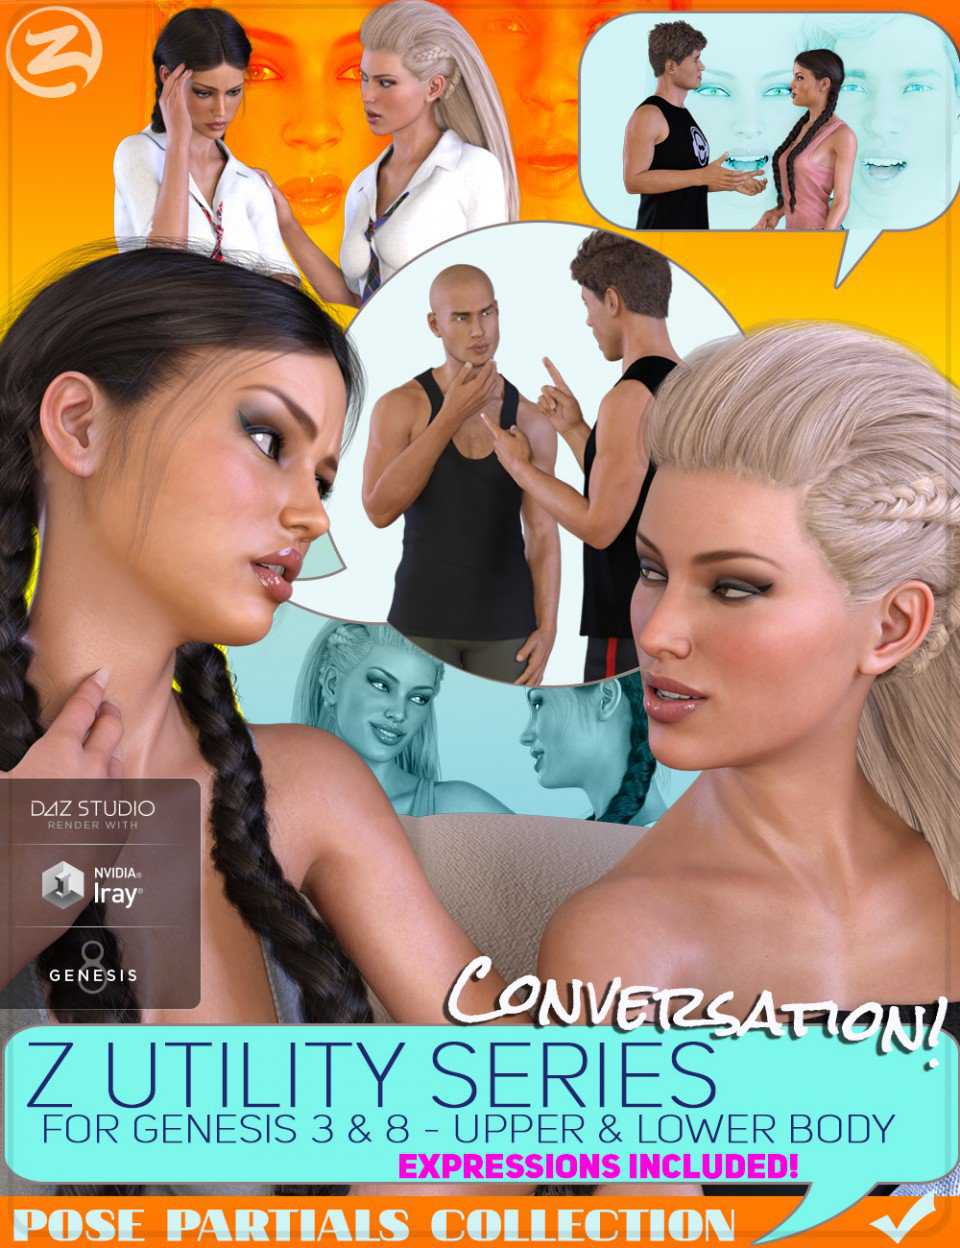 Z
DAZ STUDIO
RENDER WITH
NVIDIA®
Iray®
8
GENESIS
CONVERSATION!
Z UTILITY SERIES
FOR GENESIS 3 & 8 - UPPER & LOWER BODY
EXPRESSIONS INCLUDED!
POSE PARTIALS COLLECTION